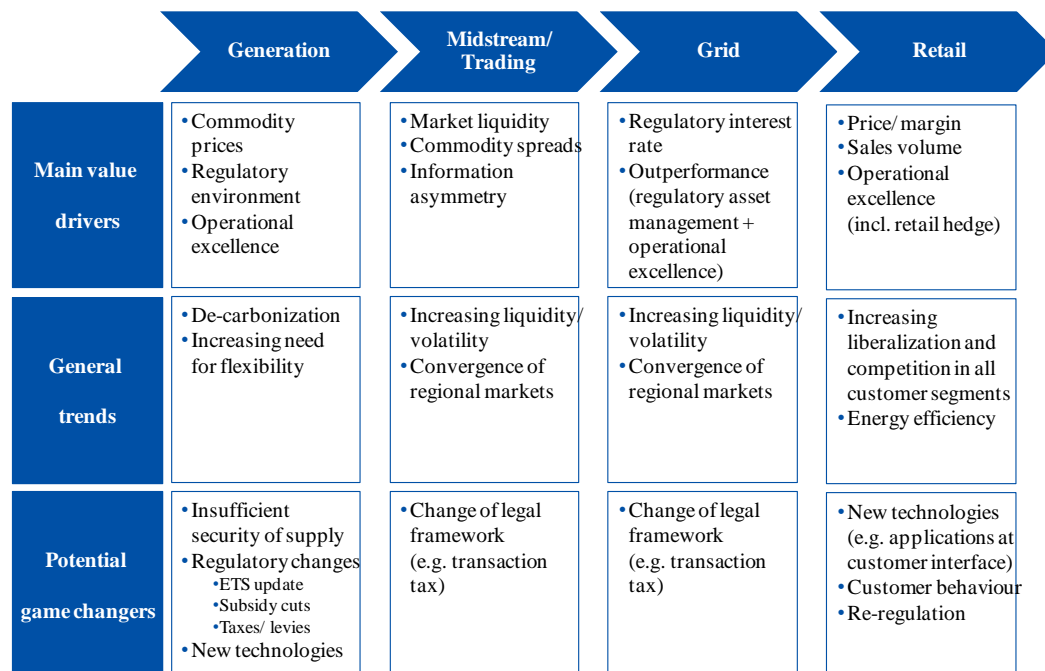 Generation
Midstream/
Trading
Grid
Retail
Main value
drivers
•Commodity
prices
•Regulatory
environment
•Operational
excellence
•Market liquidity
•Commodity spreads
•Information
asymmetry
•Regulatory interest
rate
•Outperformance
(regulatory asset
management +
operational
excellence)
•Price/ margin
•Sales volume
•Operational
excellence
(incl. retail hedge)
General
trends
•De-carbonization
•Increasing need
for flexibility
•Increasing liquidity/
volatility
•Convergence of
regional markets
•Increasing liquidity/
volatility
•Convergence of
regional markets
•Increasing
liberalization and
competition in all
customer segments
•Energy efficiency
Potential
game changers
•Insufficient
security of supply
•Regulatory changes
•ETS update
•Subsidy cuts
•Taxes/ levies
•New technologies
•Change of legal
framework
(e.g. transaction
tax)
•Change of legal
framework
(e.g. transaction
tax)
•New technologies
(e.g. applications at
customer interface)
•Customer behaviour
•Re-regulation